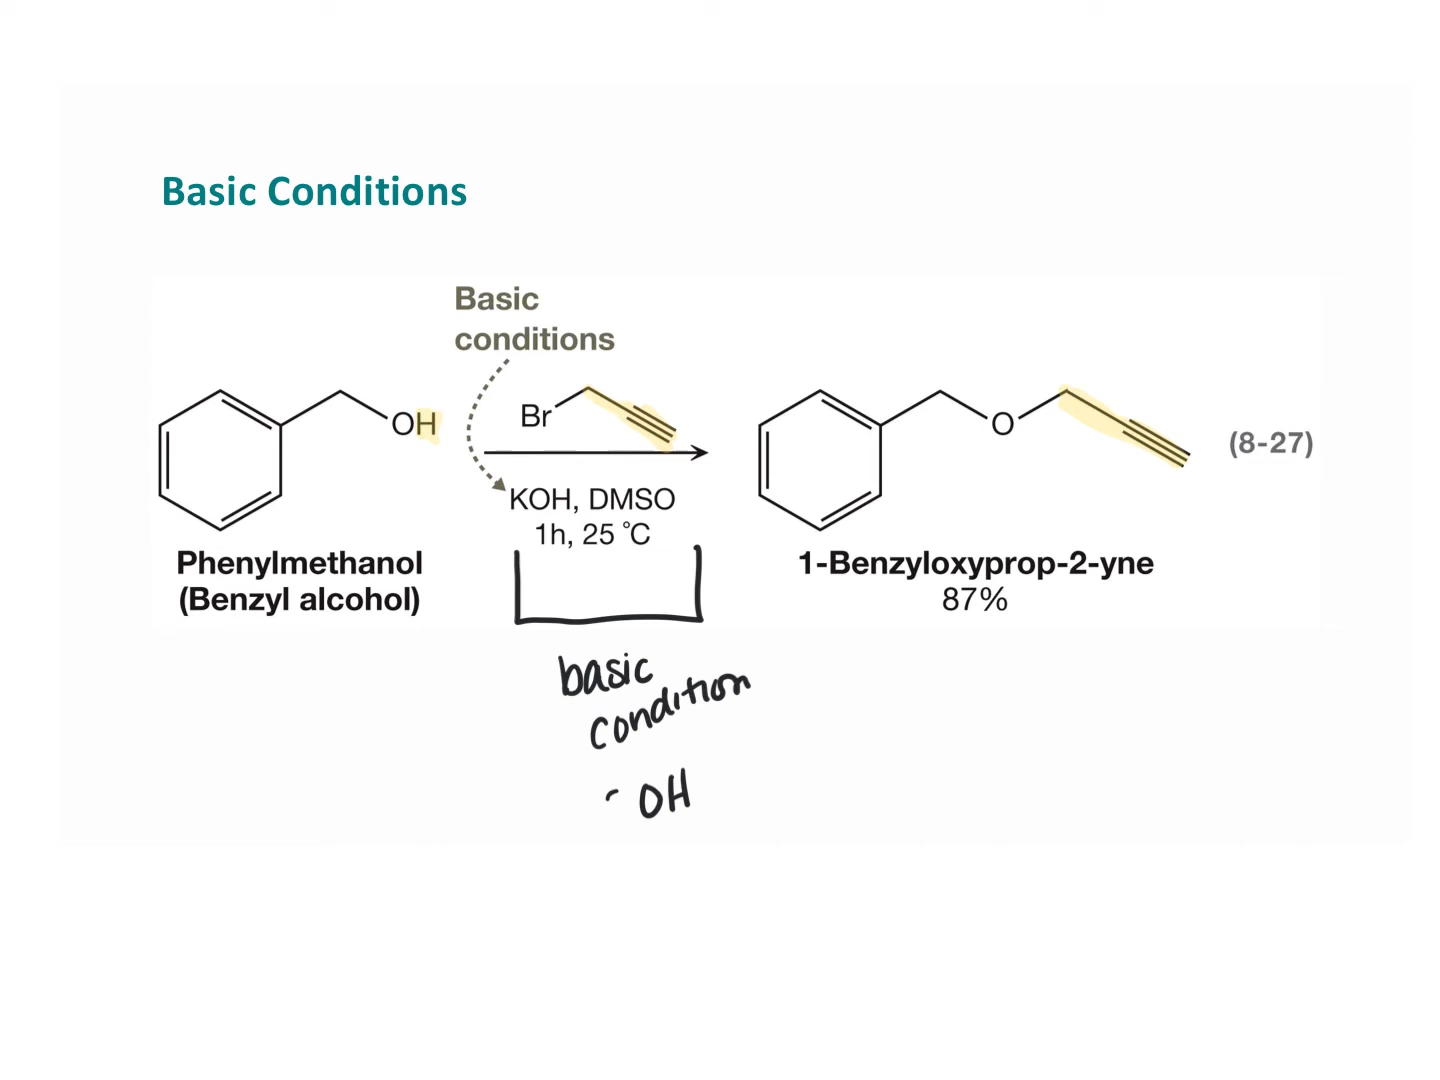 Basic Conditions
Basic
conditions
OH
Br
O
(8-27)
KOH, DMSO
1h, 25 °C
Phenylmethanol
(Benzyl alcohol)
1-Benzyloxyprop-2-yne
87%
basic
condition
- OH